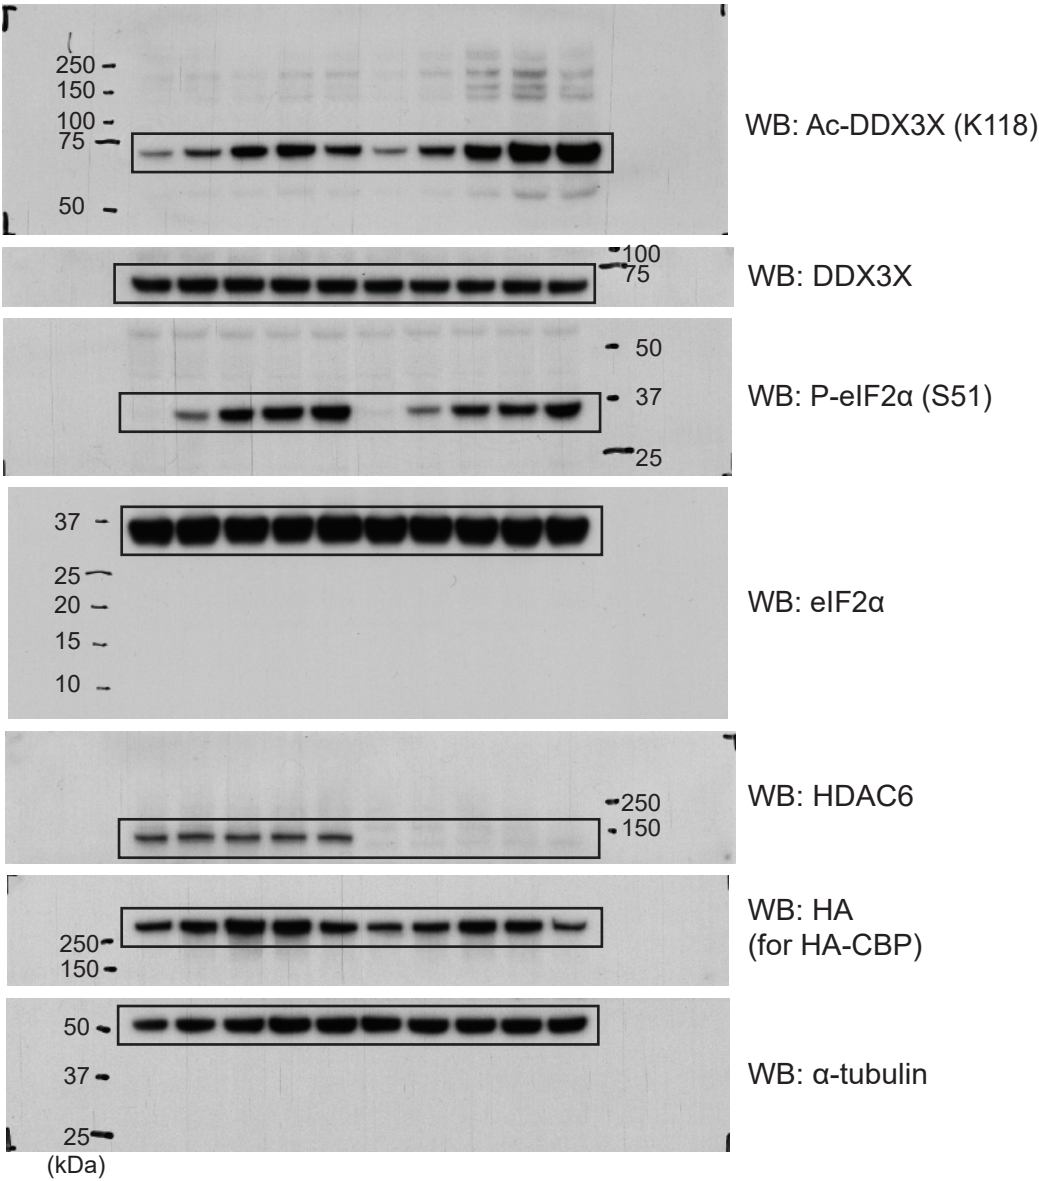 250
150
100
75
50
WB: Ac-DDX3X (K118)
100
75
WB: DDX3X
50
37
25
WB: P-eIF2α (S51)
37
25
20
15
10
WB: eIF2α
250
150
WB: HDAC6
250
150
WB: HA
(for HA-CBP)
50
37
25
(kDa)
WB: α-tubulin